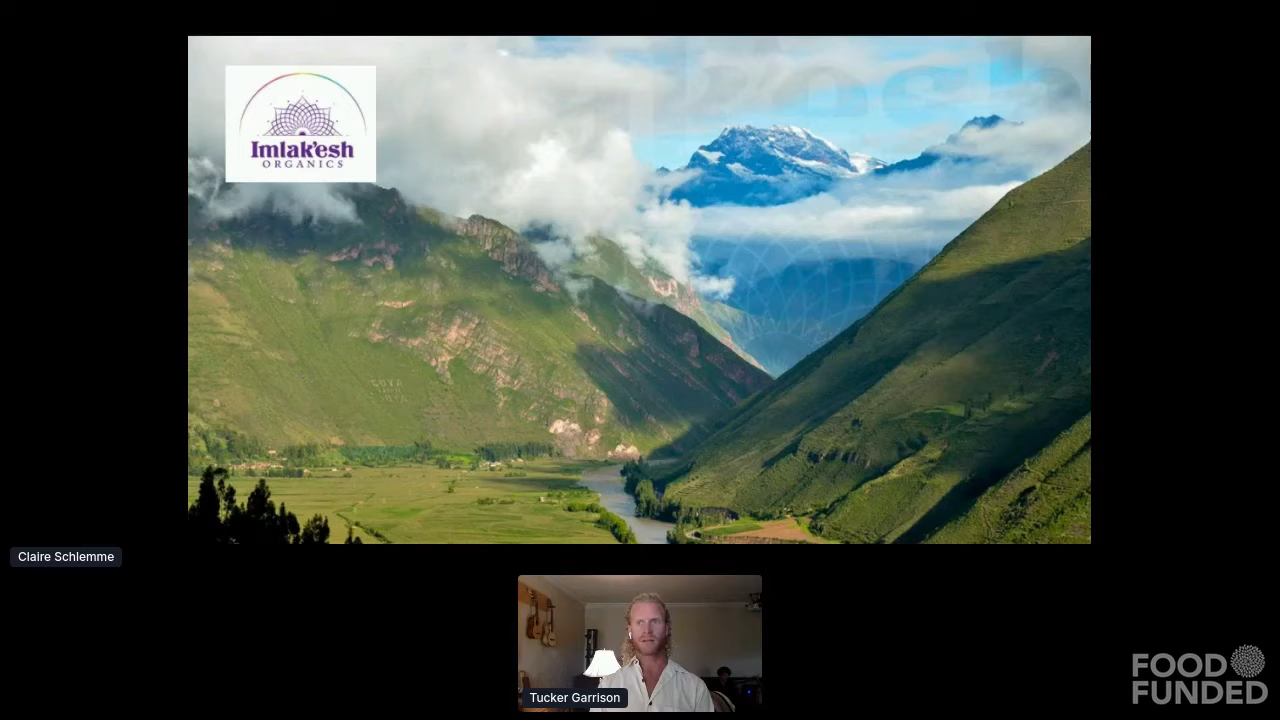 Imlak'esh
ORGANICS
Claire Schlemme
Tucker Garrison
FOOD
FUNDED